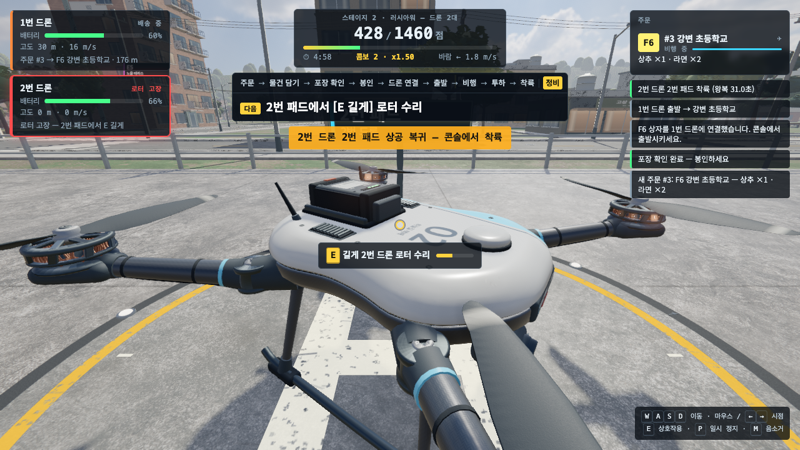 1번 드론 배송 중
배터리 60%
고도 30 m · 16 m/s
주문 #3 → F6 강변 초등학교 · 176 m
2번 드론 로터 고장
배터리 66%
고도 0 m · 0 m/s
로터 고장 — 2번 패드에서 E 길게
스테이지 2 · 러시아워 — 드론 2대
428 / 1460점
4:58 콤보 2 · x1.50 바람 ← 1.8 m/s
주문 → 물건 담기 → 포장 확인 → 봉인 → 드론 연결 → 출발 → 비행 → 투하 → 착륙 정비
다음 2번 패드에서 [E 길게] 로터 수리
2번 드론 2번 패드 상공 복귀 — 콘솔에서 착륙
E 길게 2번 드론 로터 수리
주문
F6 #3 강변 초등학교
비행 중
상추 ×1 · 라면 ×2
2번 드론 2번 패드 착륙 (왕복 31.0초)
1번 드론 출발 → 강변 초등학교
F6 상자를 1번 드론에 연결했습니다. 콘솔에서
출발시키세요.
포장 확인 완료 — 봉인하세요
새 주문 #3: F6 강변 초등학교 — 상추 ×1 ·
라면 ×2
W A S D 이동 · 마우스 / ← → 시점
E 상호작용 · P 일시 정지 · M 음소거